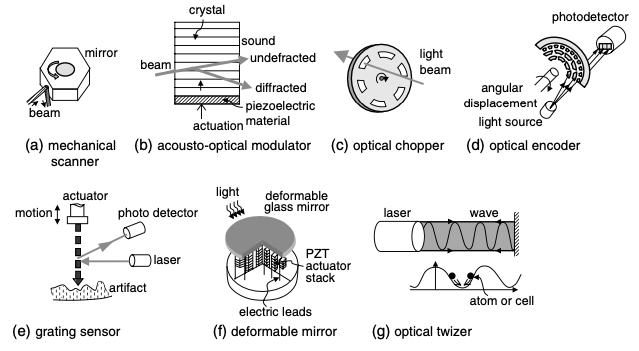 crystal
mirror
beam
(a) mechanical
scanner
beam
sound
undefracted
diffracted
piezoelectric
material
actuation
(b) acousto-optical modulator
light
beam
(c) optical chopper
photodetector
angular
displacement
light source
(d) optical encoder
actuator
motion
photo detector
laser
artifact
(e) grating sensor
light
deformable
glass mirror
PZT
actuator
stack
electric leads
(f) deformable mirror
laser
wave
atom or cell
(g) optical twizer